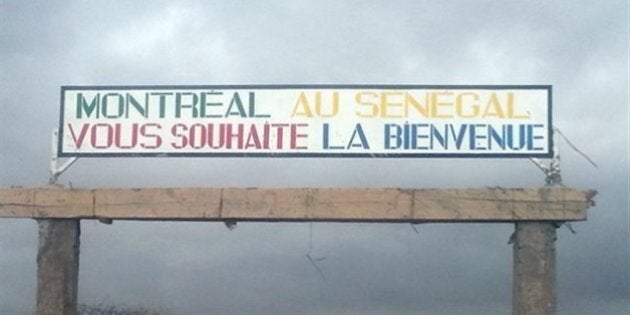 MONTRÉAL AU SÉNÉGAL
VOUS SOUHAITE LA BIENVENUE